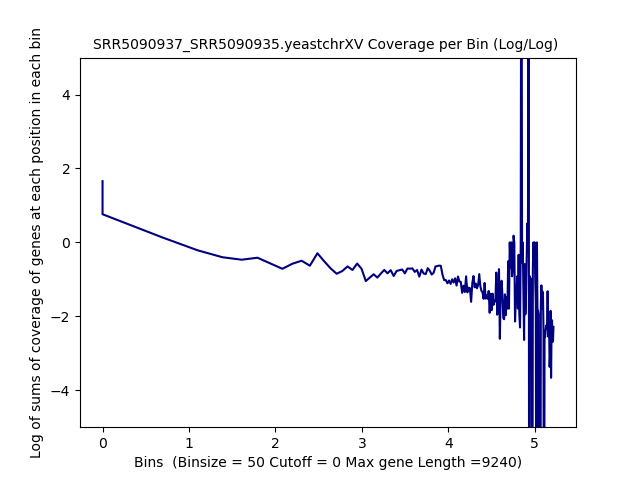 SRR5090937_SRR5090935.yeastchrXV Coverage per Bin (Log/Log)
Log of sums of coverage of genes at each position in each bin
4
2
0
−2
−4
0 1 2 3 4 5
Bins  (Binsize = 50 Cutoff = 0 Max gene Length =9240)